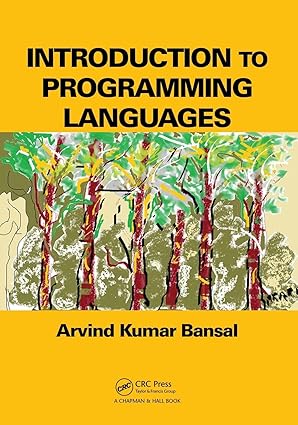 INTRODUCTION TO
PROGRAMMING
LANGUAGES
Arvind Kumar Bansal
CRC
CRC Press
Taylor & Francis Group
A CHAPMAN & HALL BOOK